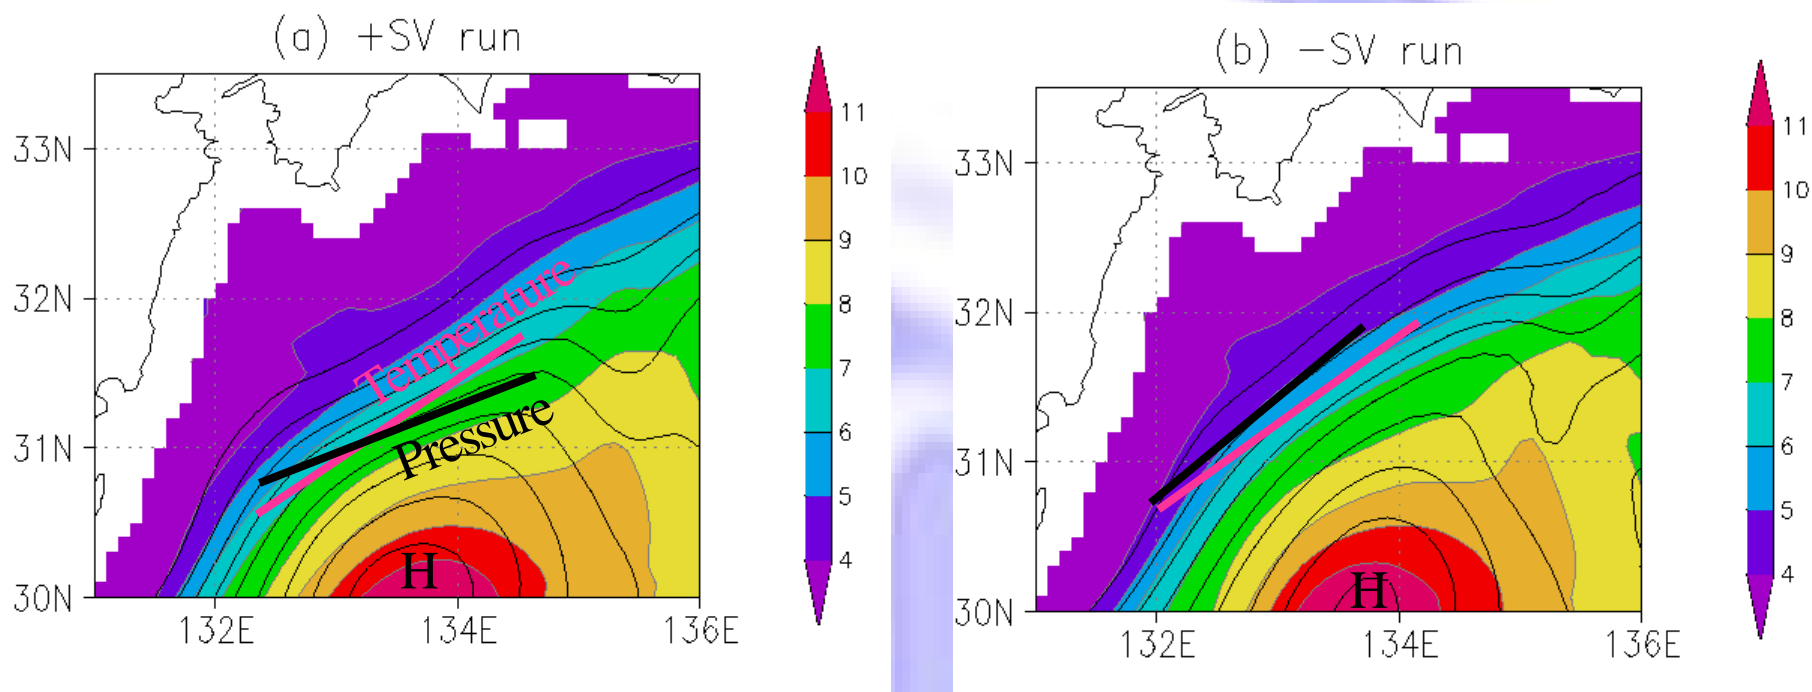 (a) +SV run
33N
32N
31N
30N
132E
134E
136E
11
10
9
8
7
6
5
4
Temperature
Pressure
H
(b) −SV run
33N
32N
31N
30N
132E
134E
136E
11
10
9
8
7
6
5
4
H